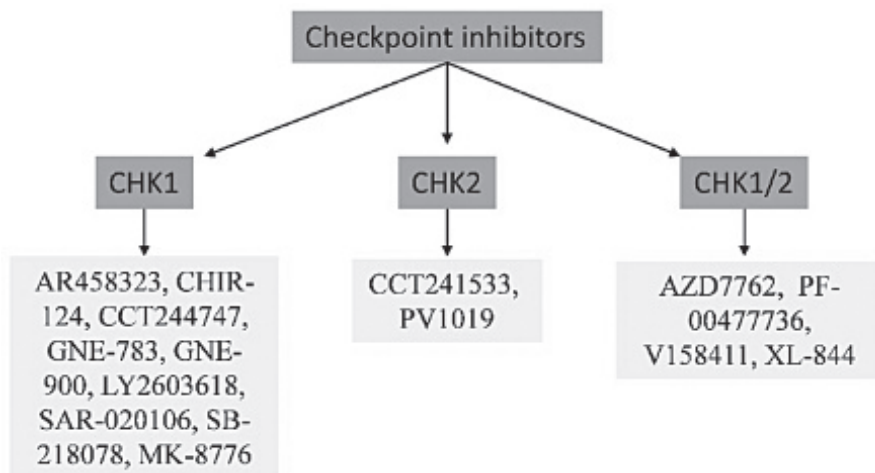 Checkpoint inhibitors
CHK1
CHK2
CHK1/2
AR458323, CHIR-
124, CCT244747,
GNE-783, GNE-
900, LY2603618,
SAR-020106, SB-
218078, MK-8776
CCT241533,
PV1019
AZD7762, PF-
00477736,
V158411, XL-844